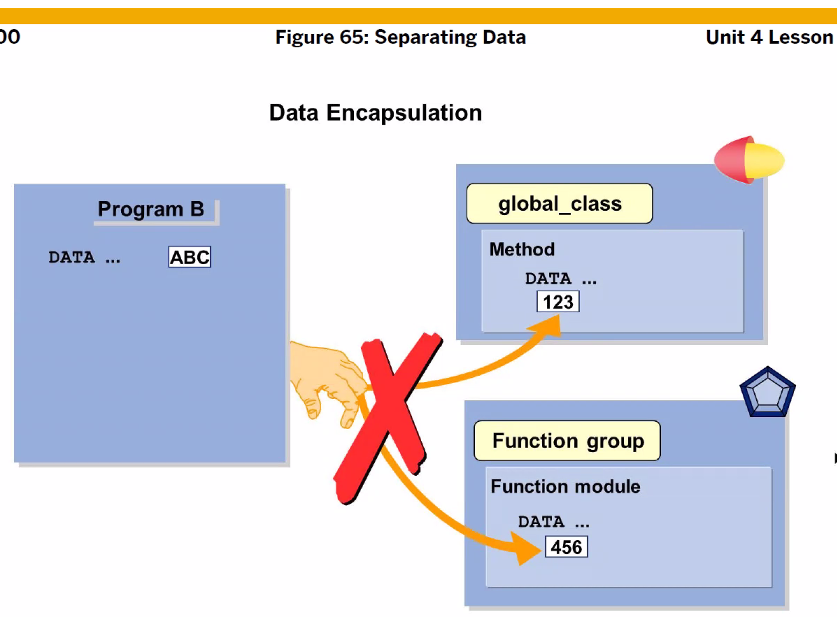 00 Figure 65: Separating Data Unit 4 Lesson
Data Encapsulation
Program B
DATA ... ABC
global_class
Method
DATA ...
123
Function group
Function module
DATA ...
456